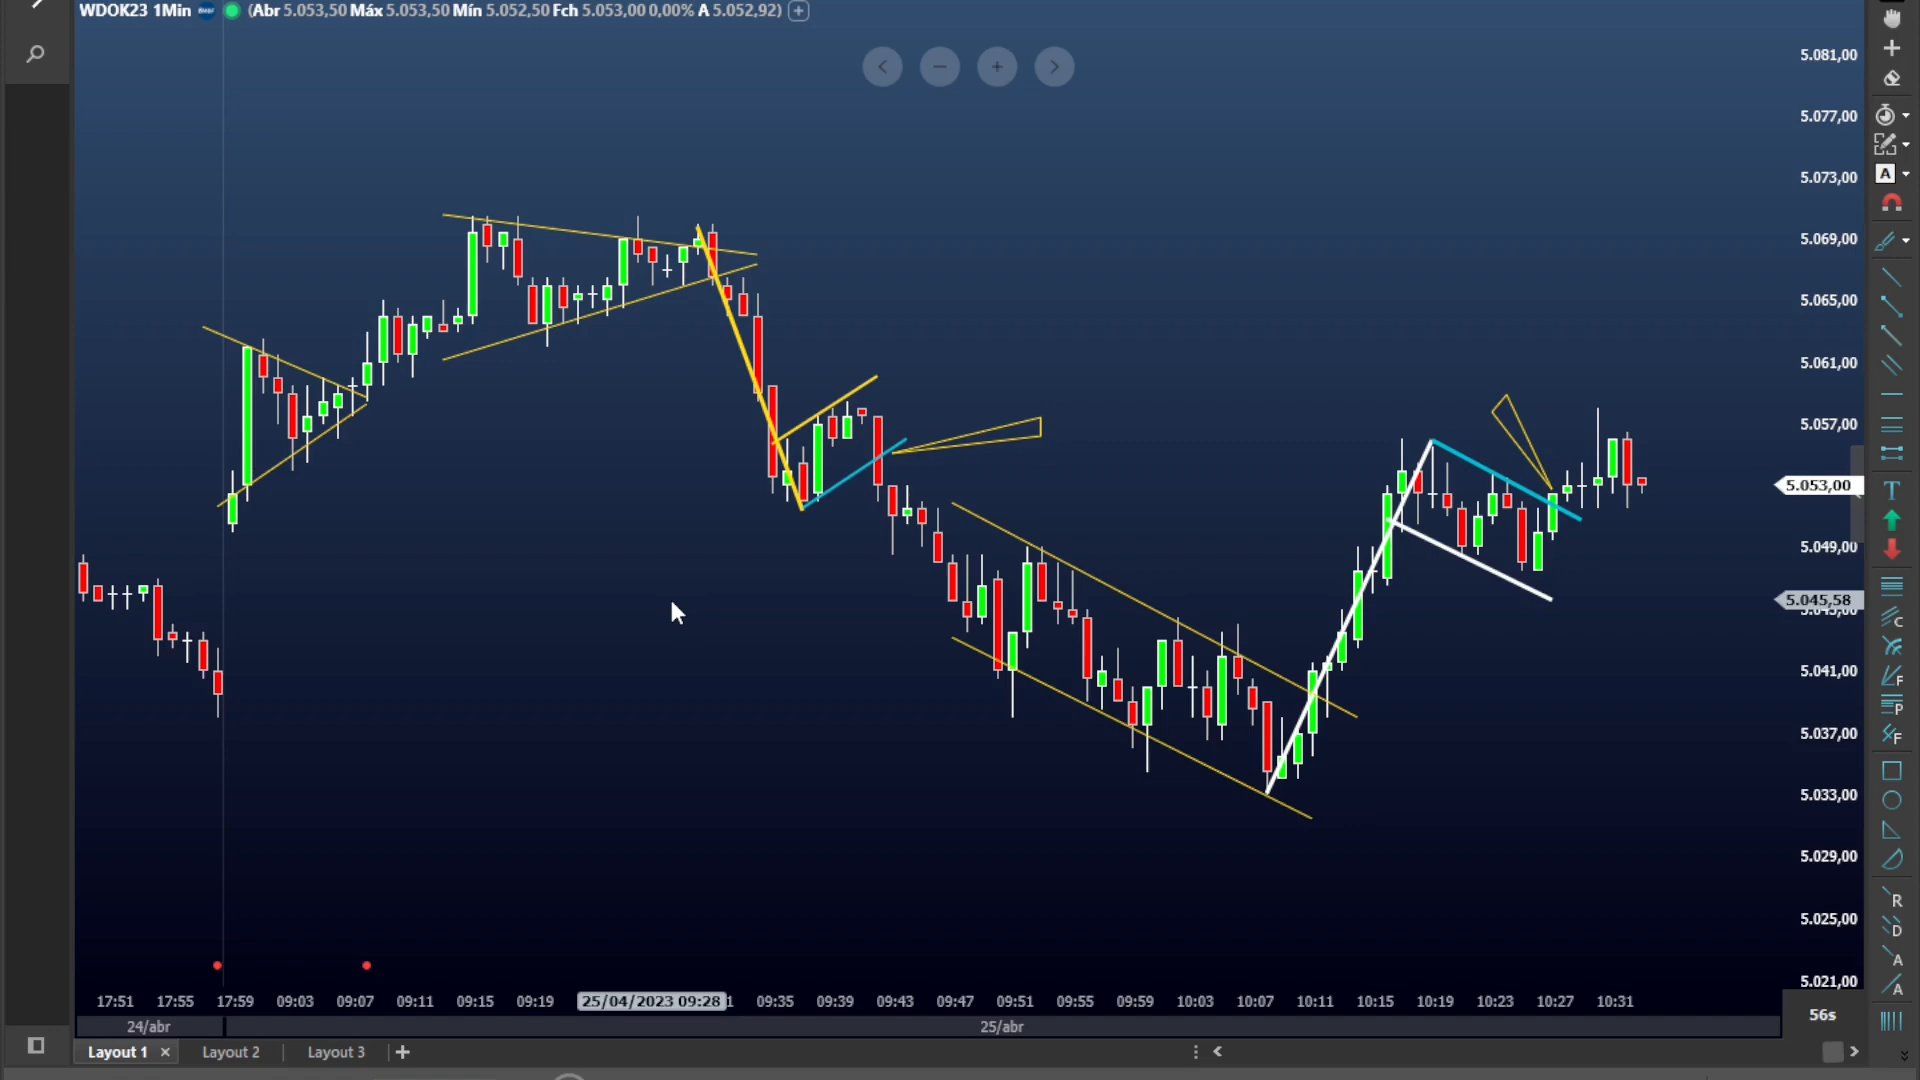 WDOK23 1Min (Abr 5.053,50 Máx 5.053,50 Mín 5.052,50 Fch 5.053,00 0,00% A 5.052,92)
5.081,00
5.077,00
5.073,00
5.069,00
5.065,00
5.061,00
5.057,00
5.053,00
5.049,00
5.045,58
5.041,00
5.037,00
5.033,00
5.029,00
5.025,00
5.021,00
17:51 17:55 17:59 09:03 09:07 09:11 09:15 09:19 25/04/2023 09:28 1 09:35 09:39 09:43 09:47 09:51 09:55 09:59 10:03 10:07 10:11 10:15 10:19 10:23 10:27 10:31
56s
24/abr 25/abr
Layout 1 Layout 2 Layout 3
A
T
C
F
P
F
R
D
A
A